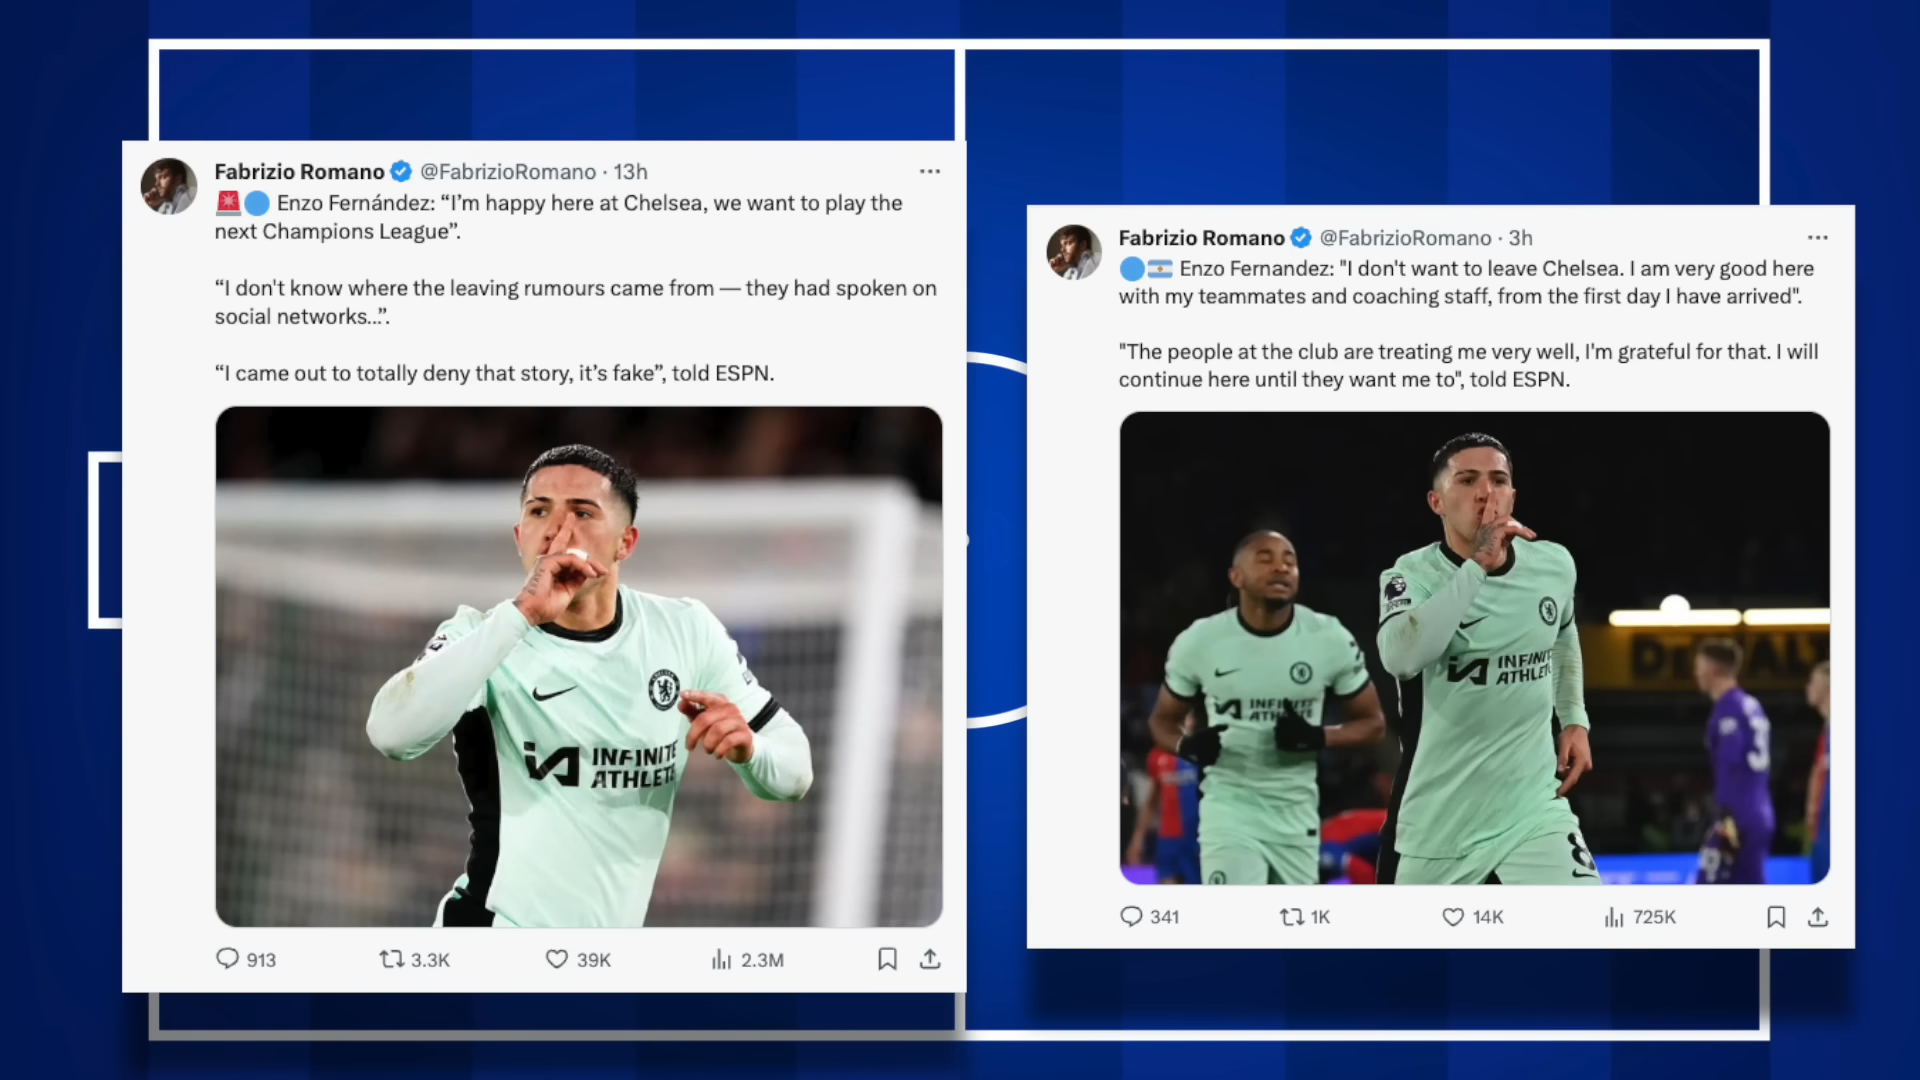 Fabrizio Romano @FabrizioRomano · 13h
🚨🔵 Enzo Fernández: “I’m happy here at Chelsea, we want to play the
next Champions League”.
“I don't know where the leaving rumours came from — they had spoken on
social networks...”.
“I came out to totally deny that story, it’s fake”, told ESPN.
INFINITE
ATHLETE
913 3.3K 39K 2.3M
Fabrizio Romano @FabrizioRomano · 3h
🔵🇦🇷 Enzo Fernandez: "I don't want to leave Chelsea. I am very good here
with my teammates and coaching staff, from the first day I have arrived".
"The people at the club are treating me very well, I'm grateful for that. I will
continue here until they want me to", told ESPN.
8
341 1K 14K 725K